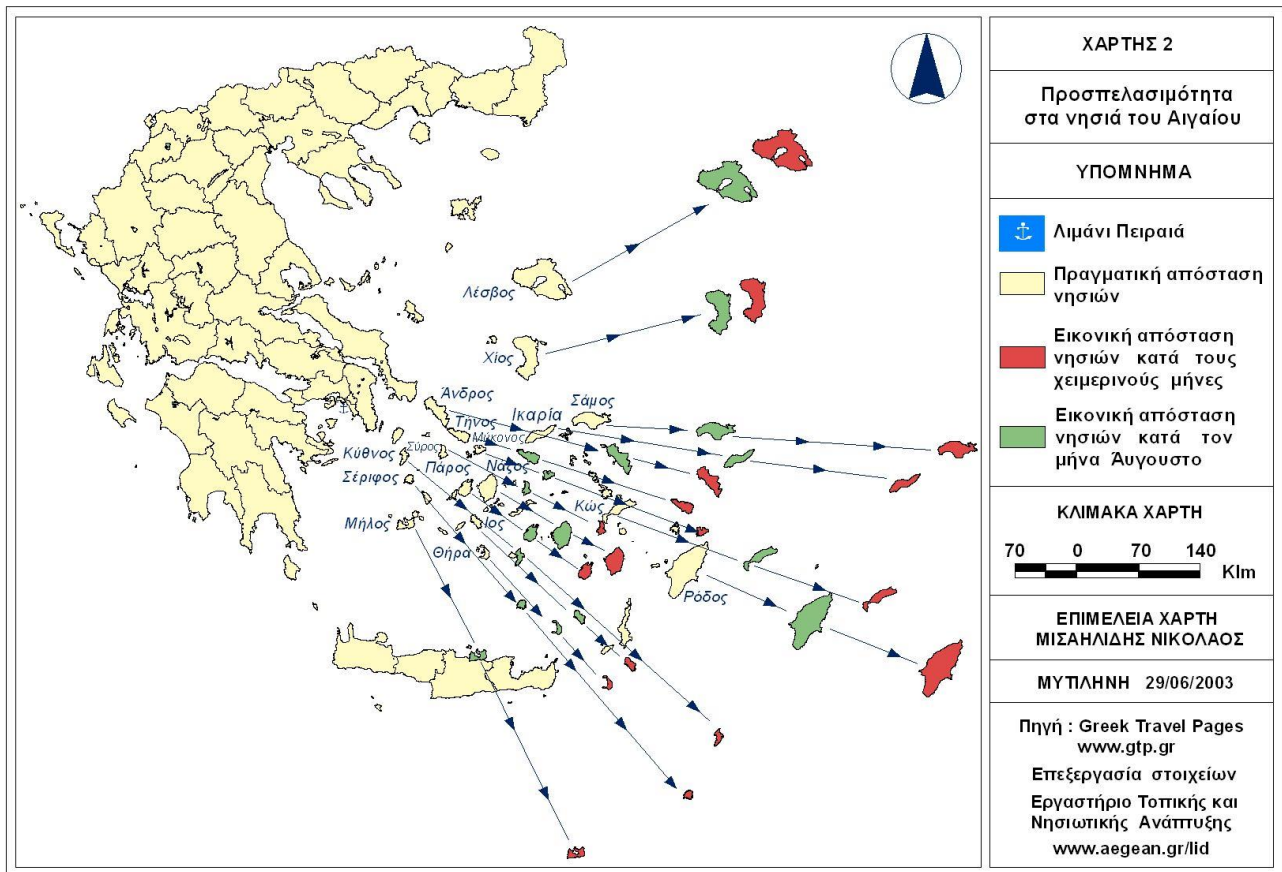 Λέσβος
Χίος
Άνδρος
Τήνος
Ικαρία
Σάμος
Μύκονος
Σύρος
Κύθνος
Σέριφος
Πάρος
Νάξος
Κώς
Μήλος
Ίος
Θήρα
Ρόδος
ΧΑΡΤΗΣ 2
Προσπελασιμότητα
στα νησιά του Αιγαίου
ΥΠΟΜΝΗΜΑ
Λιμάνι Πειραιά
Πραγματική απόσταση
νησιών
Εικονική απόσταση
νησιών κατά τους
χειμερινούς μήνες
Εικονική απόσταση
νησιών κατά τον
μήνα Άυγουστο
ΚΛΙΜΑΚΑ ΧΑΡΤΗ
70 0 70 140
Klm
ΕΠΙΜΕΛΕΙΑ ΧΑΡΤΗ
ΜΙΣΑΗΛΙΔΗΣ ΝΙΚΟΛΑΟΣ
ΜΥΤΙΛΗΝΗ 29/06/2003
Πηγή : Greek Travel Pages
www.gtp.gr
Επεξεργασία στοιχείων
Εργαστήριο Τοπικής και
Νησιωτικής Ανάπτυξης
www.aegean.gr/lid